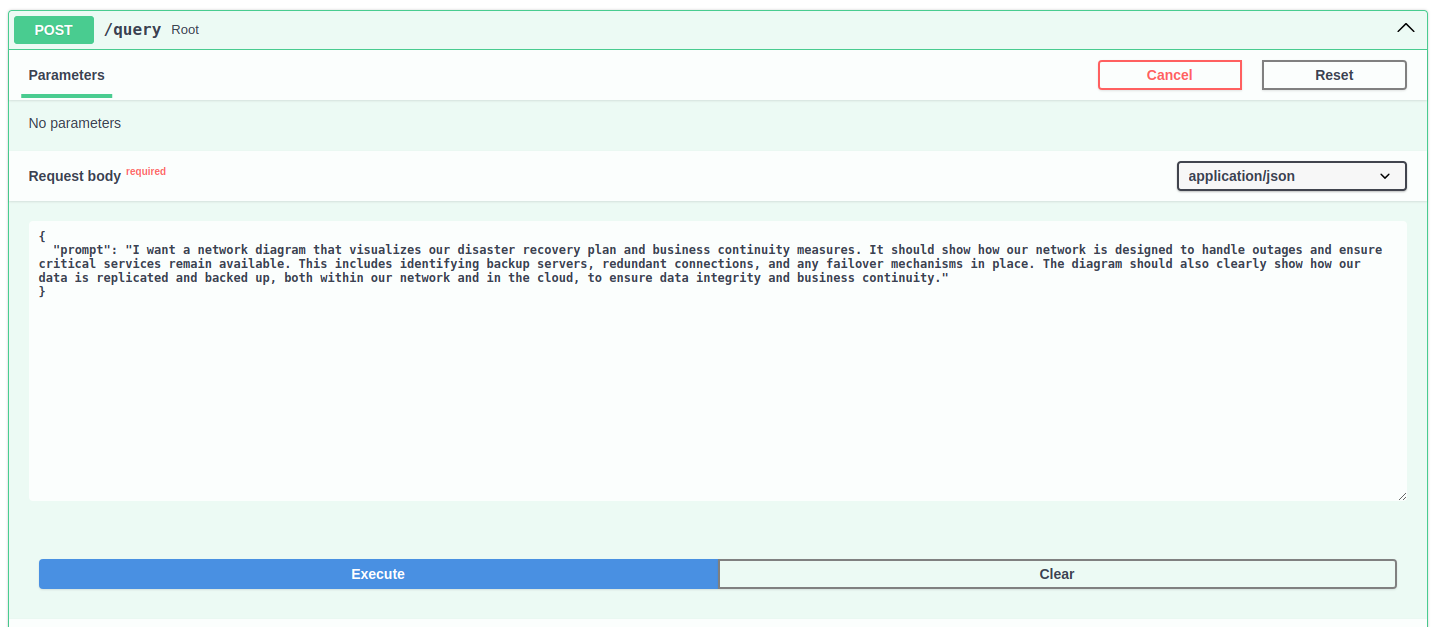 POST /query Root
Parameters Cancel Reset
No parameters
Request body required application/json
{
  "prompt": "I want a network diagram that visualizes our disaster recovery plan and business continuity measures. It should show how our network is designed to handle outages and ensure
critical services remain available. This includes identifying backup servers, redundant connections, and any failover mechanisms in place. The diagram should also clearly show how our
data is replicated and backed up, both within our network and in the cloud, to ensure data integrity and business continuity."
}
Execute Clear